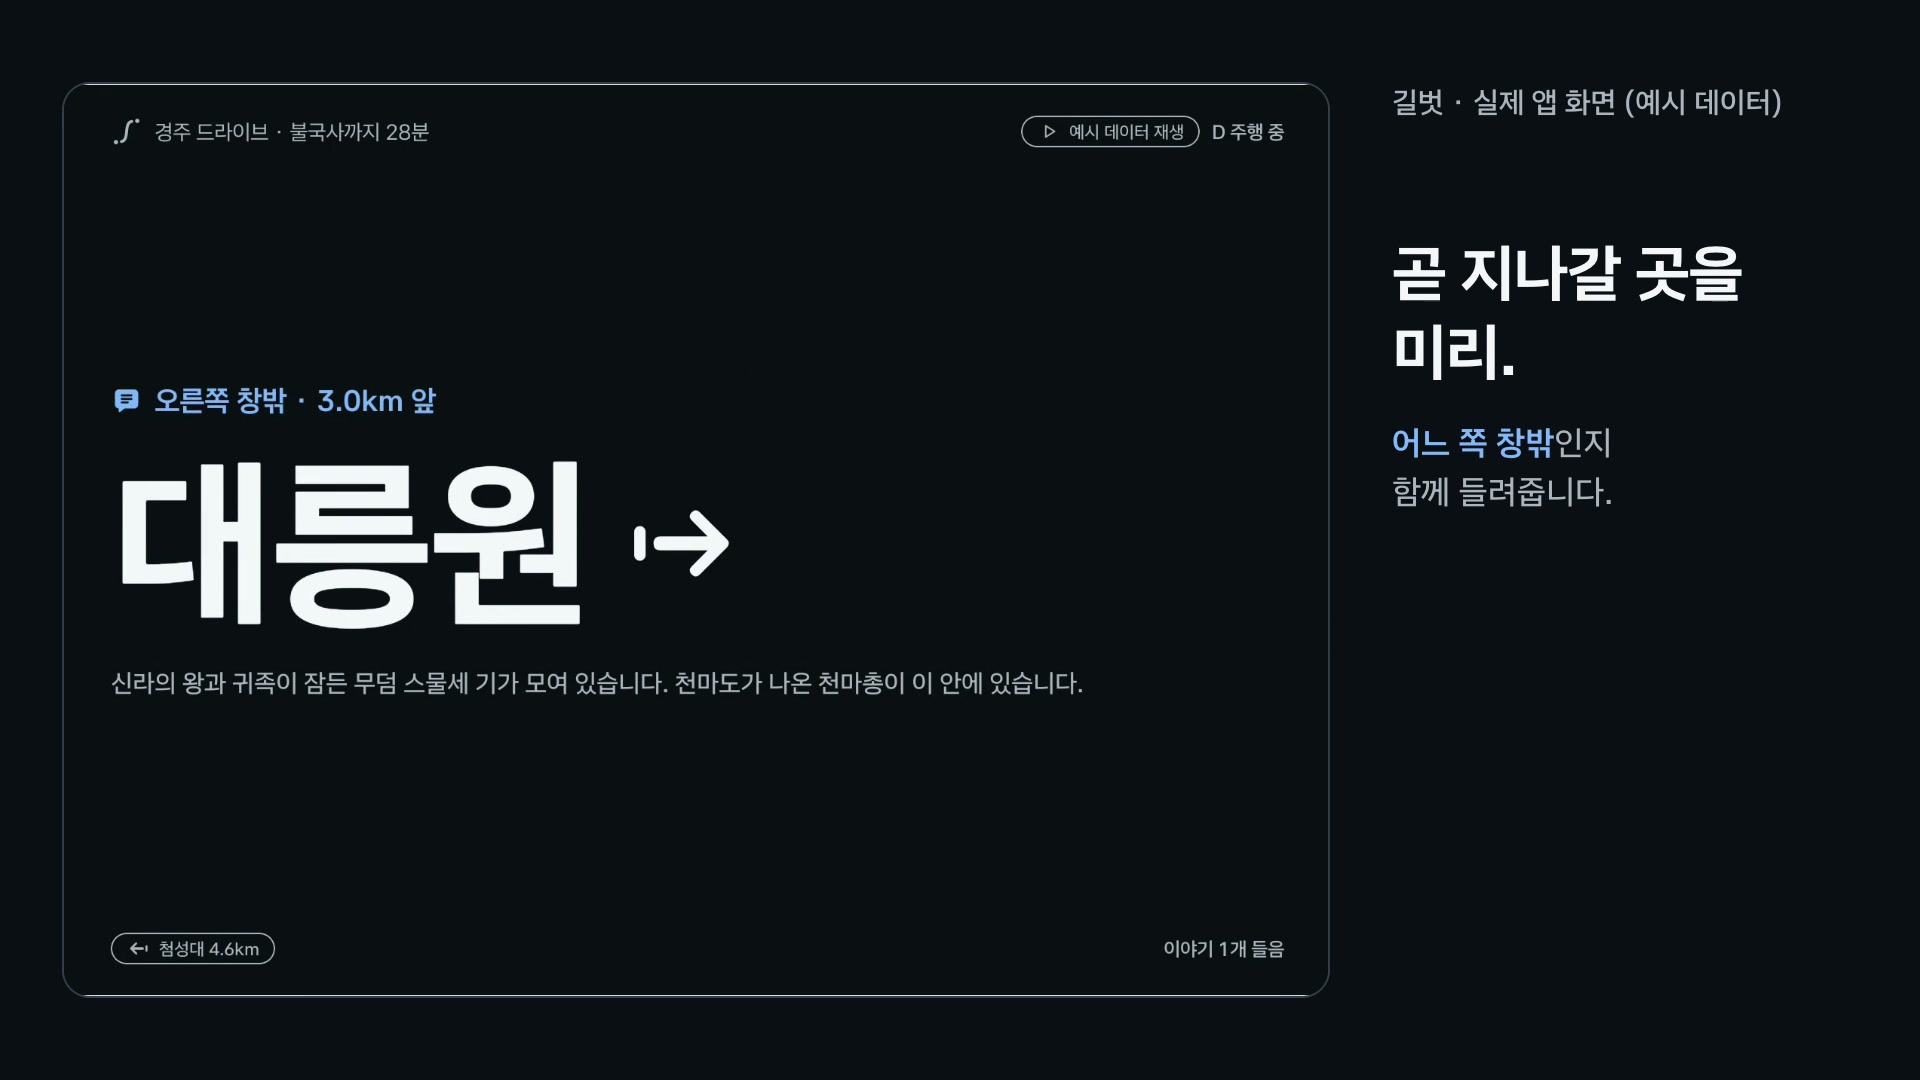 경주 드라이브 · 불국사까지 28분
예시 데이터 재생
D 주행 중
오른쪽 창밖 · 3.0km 앞
대릉원
신라의 왕과 귀족이 잠든 무덤 스물세 기가 모여 있습니다. 천마도가 나온 천마총이 이 안에 있습니다.
첨성대 4.6km
이야기 1개 들음
길벗 · 실제 앱 화면 (예시 데이터)
곧 지나갈 곳을
미리.
어느 쪽 창밖인지
함께 들려줍니다.